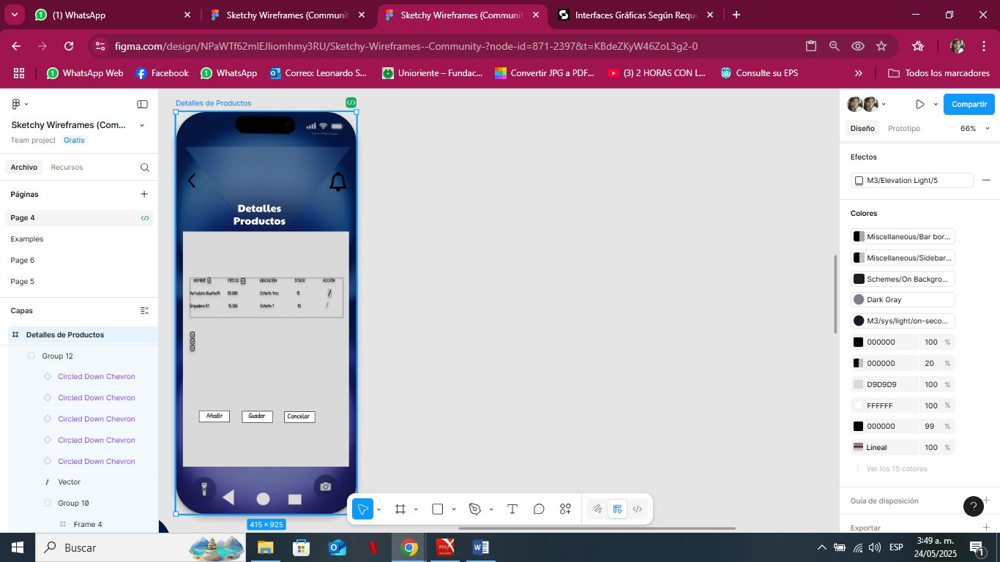 (1) WhatsApp
Sketchy Wireframes (Communit
Sketchy Wireframes (Communit
Interfaces Gráficas Según Reque
figma.com/design/NPaWTf62mIEJIiomhmy3RU/Sketchy-Wireframes--Community-?node-id=871-2397&t=KBdeZKyW46ZoL3g2-0
WhatsApp Web
Facebook
WhatsApp
Correo: Leonardo S...
Unioriente – Fundac...
Convertir JPG a PDF...
(3) 2 HORAS CON L...
Consulte su EPS
Todos los marcadores
Sketchy Wireframes (Com...
Team project Gratis
Archivo Recursos
Páginas
Page 4
Examples
Page 6
Page 5
Capas
Detalles de Productos
Group 12
Circled Down Chevron
Circled Down Chevron
Circled Down Chevron
Circled Down Chevron
Circled Down Chevron
Vector
Group 10
Frame 4
Detalles de Productos
Detalles
Productos
NOMBRE PRECIO UBICACIÓN STOCK ACCIÓN
Auriculare Bluetooth 50.000 Estante tres 15
Grapadora K1 15.300 Estante 1 10
Añadir Guadar Cancelar
415 × 925
Compartir
Diseño Prototipo 66%
Efectos
M3/Elevation Light/5
Colores
Miscellaneous/Bar bor...
Miscellaneous/Sidebar...
Schemes/On Backgro...
Dark Gray
M3/sys/light/on-seco...
000000 100 %
000000 20 %
D9D9D9 100 %
FFFFFF 100 %
000000 99 %
Lineal 100 %
Ver los 15 colores
Guía de disposición
Exportar
?
Buscar
ESP
3:49 a. m.
24/05/2025
1